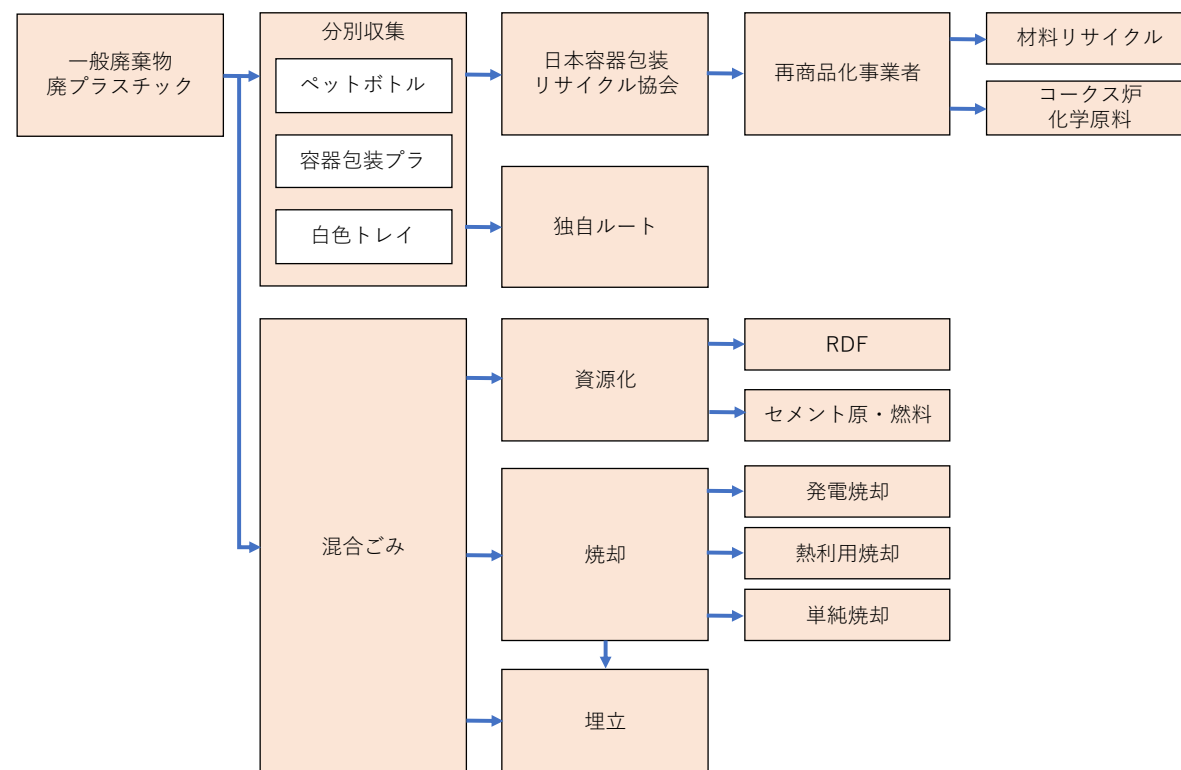 一般廃棄物
廃プラスチック
分別収集
ペットボトル
容器包装プラ
白色トレイ
日本容器包装
リサイクル協会
再商品化事業者
材料リサイクル
コークス炉
化学原料
独自ルート
混合ごみ
資源化
RDF
セメント原・燃料
焼却
発電焼却
熱利用焼却
単純焼却
埋立